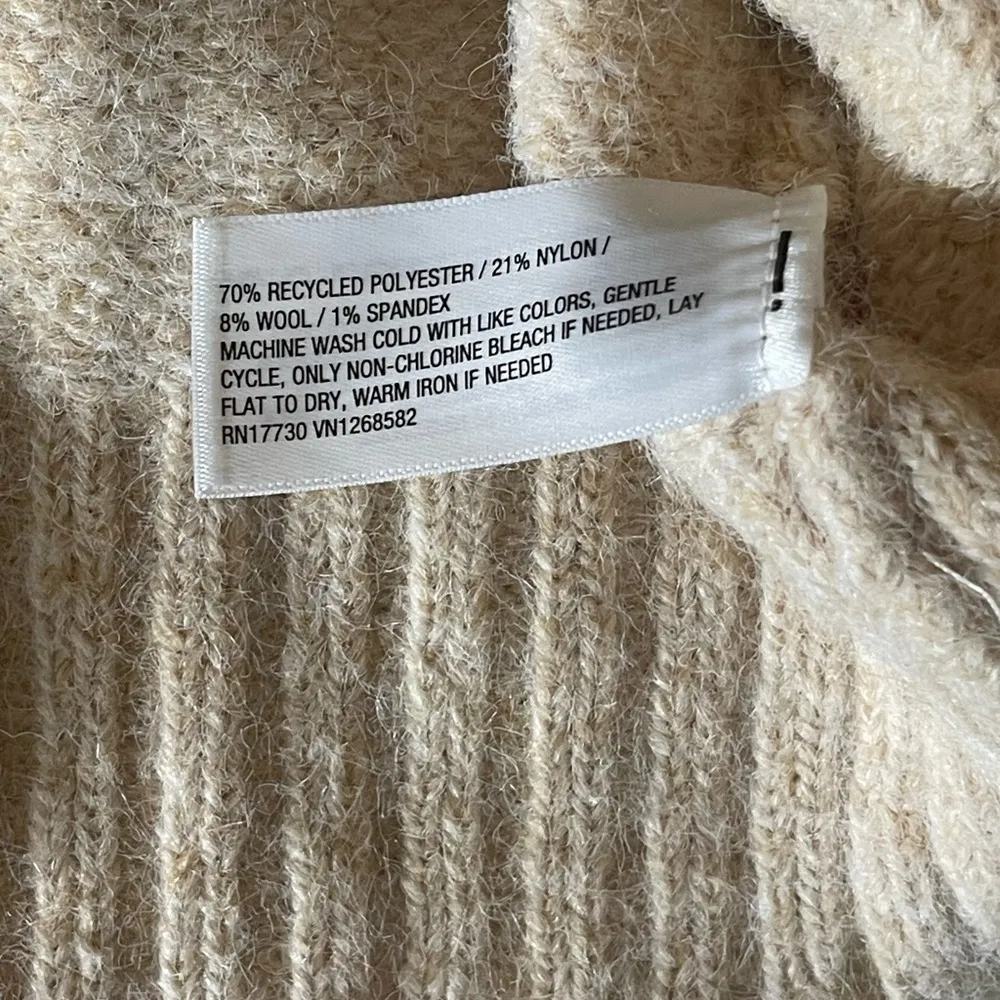 70% RECYCLED POLYESTER / 21% NYLON /
8% WOOL / 1% SPANDEX
MACHINE WASH COLD WITH LIKE COLORS, GENTLE
CYCLE, ONLY NON-CHLORINE BLEACH IF NEEDED, LAY
FLAT TO DRY, WARM IRON IF NEEDED
RN17730 VN1268582